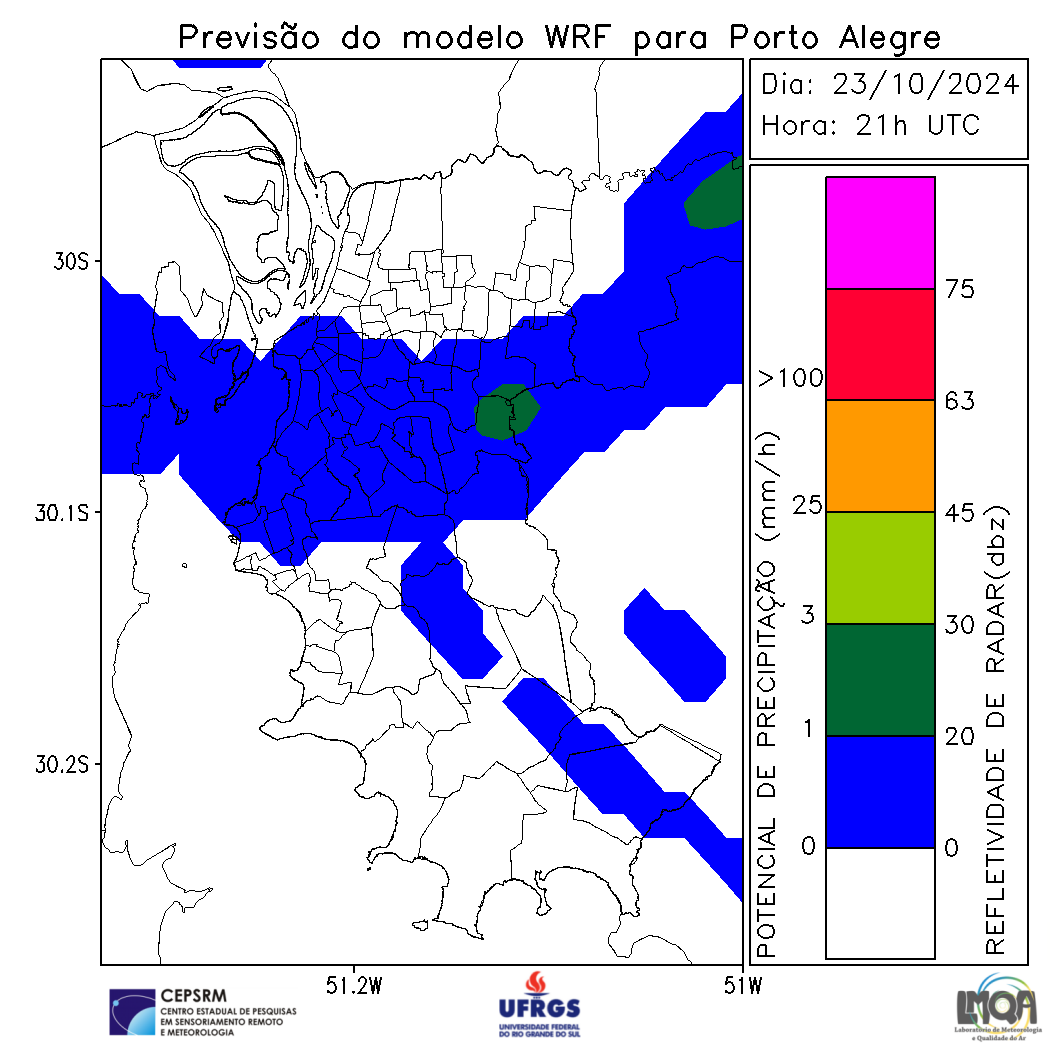 Previsão do modelo WRF para Porto Alegre
Dia: 23/10/2024
Hora: 21h UTC
30S
30.1S
30.2S
51.2W
51W
POTENCIAL DE PRECIPITAÇÃO (mm/h)
>100
25
3
1
0
75
63
45
30
20
0
REFLETIVIDADE DE RADAR(dbz)
CEPSRM
CENTRO ESTADUAL DE PESQUISAS
EM SENSORIAMENTO REMOTO
E METEOROLOGIA
UFRGS
UNIVERSIDADE FEDERAL
DO RIO GRANDE DO SUL
LMQA
Laboratório de Meteorologia
e Qualidade do Ar